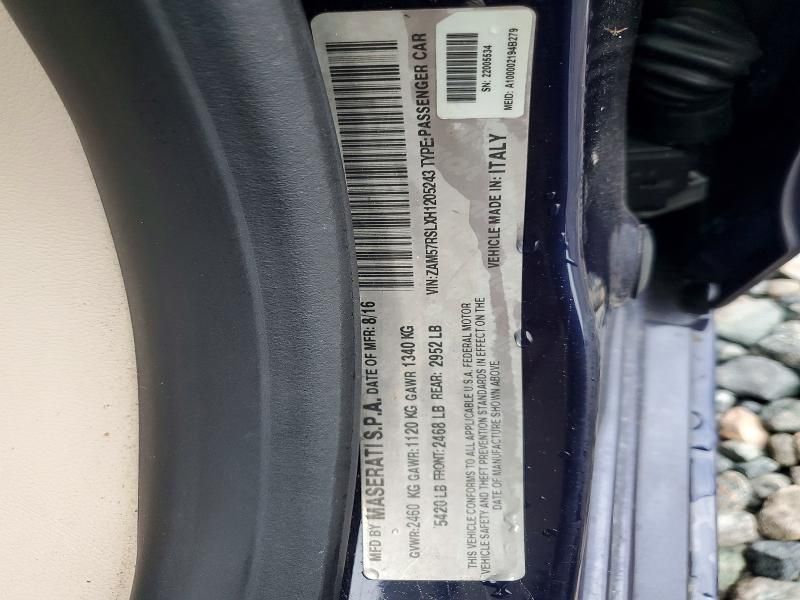 MFD BY MASERATI S.P.A. DATE OF MFR: 8/16
GVWR:2460 KG GAWR:1120 KG GAWR 1340 KG
5420 LB FRONT:2468 LB REAR: 2952 LB
VIN:ZAM57RSLXH1205243 TYPE:PASSENGER CAR
THIS VEHICLE CONFORMS TO ALL APPLICABLE U.S.A. FEDERAL MOTOR
VEHICLE SAFETY AND THEFT PREVENTION STANDARDS IN EFFECT ON THE
DATE OF MANUFACTURE SHOWN ABOVE
VEHICLE MADE IN: ITALY
SN: 22005534
MEID: A100002194B279